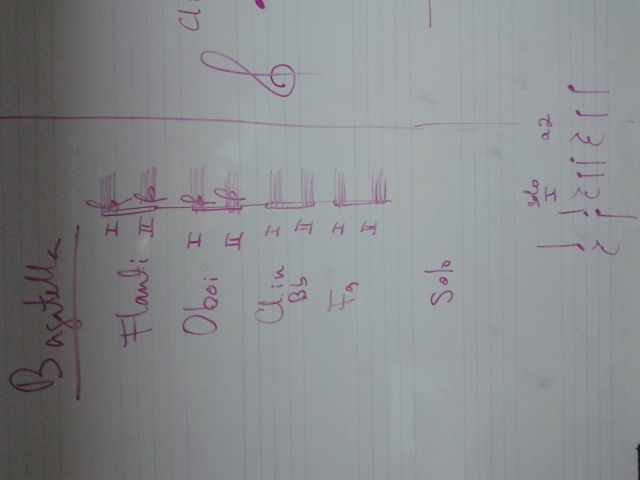 Bagatella
Flauti I
II
Oboi I
II
Cl. in I
Bb II
Fg I
II
Solo
Solo
I
a2
Cl